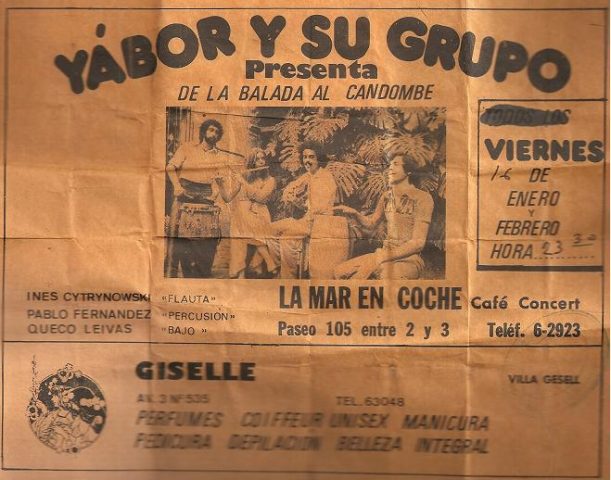 YÁBOR Y SU GRUPO
Presenta
DE LA BALADA AL CANDOMBE
TODOS LOS
VIERNES
16 DE
ENERO
Y
FEBRERO
HORA 23 30
INES CYTRYNOWSKI "FLAUTA"
PABLO FERNANDEZ "PERCUSIÓN"
QUECO LEIVAS "BAJO"
LA MAR EN COCHE Café Concert
Paseo 105 entre 2 y 3 Teléf. 6-2923
GISELLE
VILLA GESELL
AV. 3 Nº 535 TEL. 63048
PERFUMES COIFFEUR UNISEX MANICURA
PEDICURA DEPILACION BELLEZA INTEGRAL